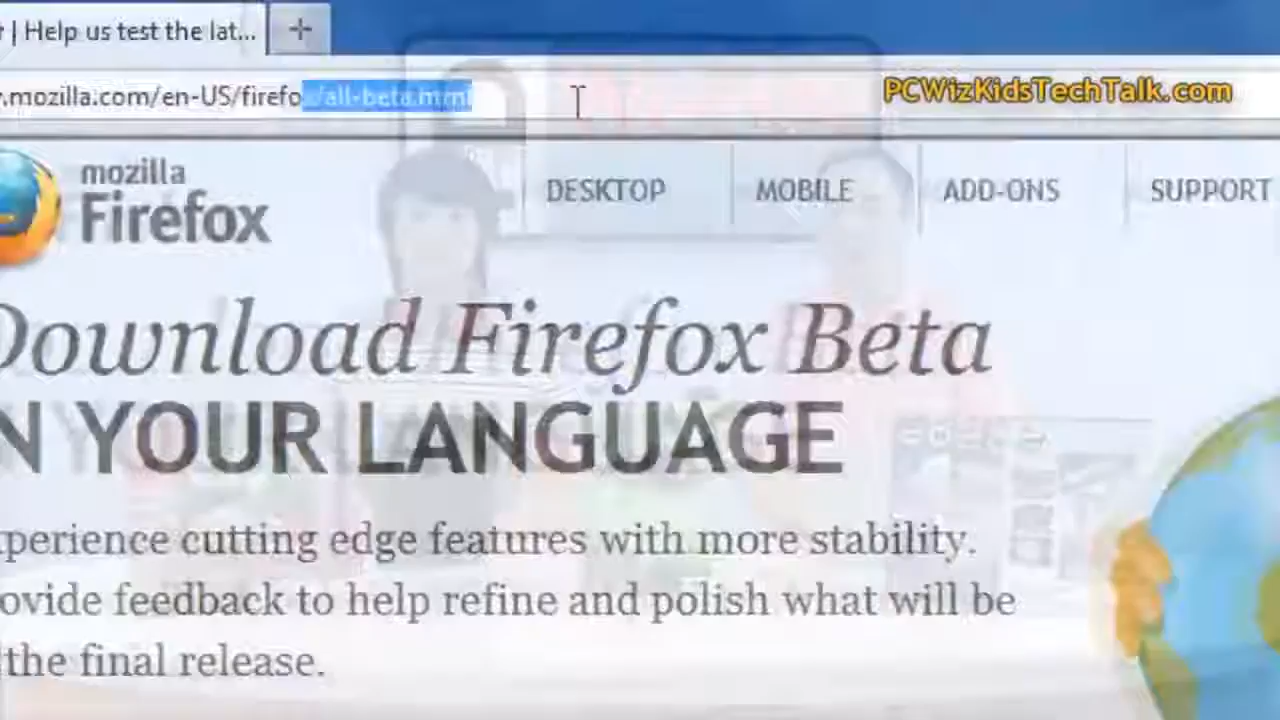 | Help us test the lat...
PCWizKidsTechTalk.com
.mozilla.com/en-US/firefox/all-beta.html
mozilla
Firefox
DESKTOP
MOBILE
ADD-ONS
SUPPORT
Download Firefox Beta
N YOUR LANGUAGE
xperience cutting edge features with more stability.
ovide feedback to help refine and polish what will be
the final release.